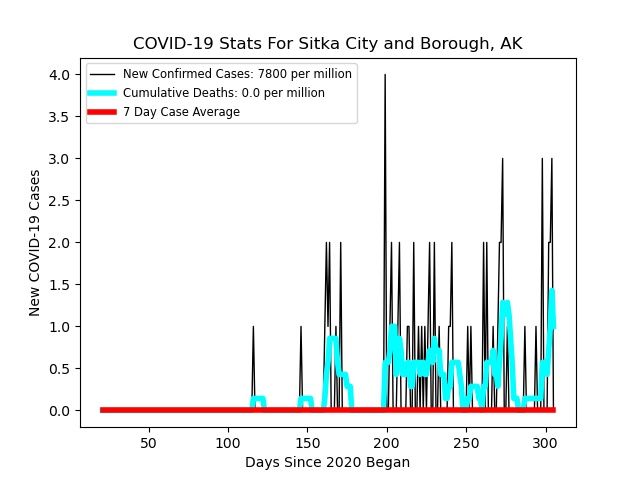 COVID-19 Stats For Sitka City and Borough, AK
New Confirmed Cases: 7800 per million
Cumulative Deaths: 0.0 per million
7 Day Case Average
4.0
3.5
3.0
2.5
2.0
1.5
1.0
0.5
0.0
New COVID-19 Cases
50 100 150 200 250 300
Days Since 2020 Began